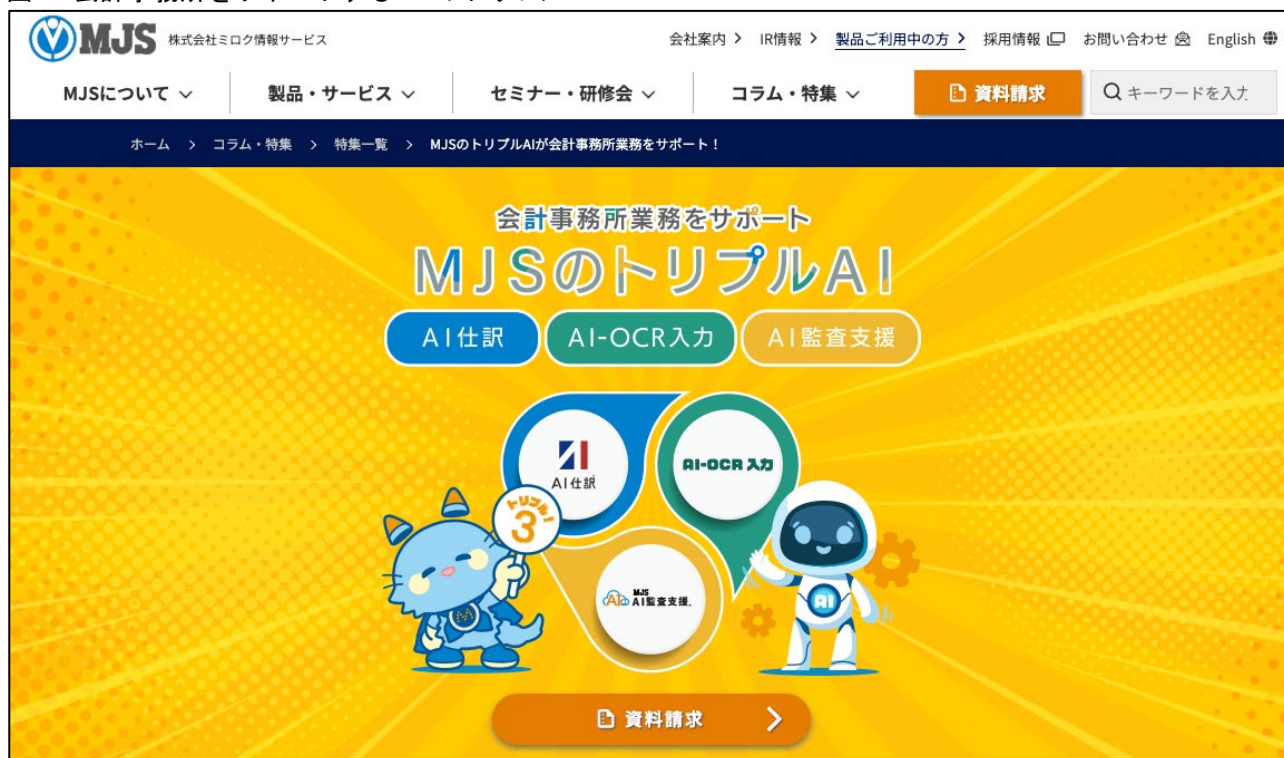 MJS 株式会社ミロク情報サービス
会社案内 IR情報 製品ご利用中の方 採用情報 お問い合わせ English
MJSについて 製品・サービス セミナー・研修会 コラム・特集 資料請求 キーワードを入力
ホーム > コラム・特集 > 特集一覧 > MJSのトリプルAIが会計事務所業務をサポート！
会計事務所業務をサポート
MJSのトリプルAI
AI仕訳 AI-OCR入力 AI監査支援
AI仕訳
AI-OCR 入力
トリプル!
3
MJS
AI監査支援
AI
M
資料請求